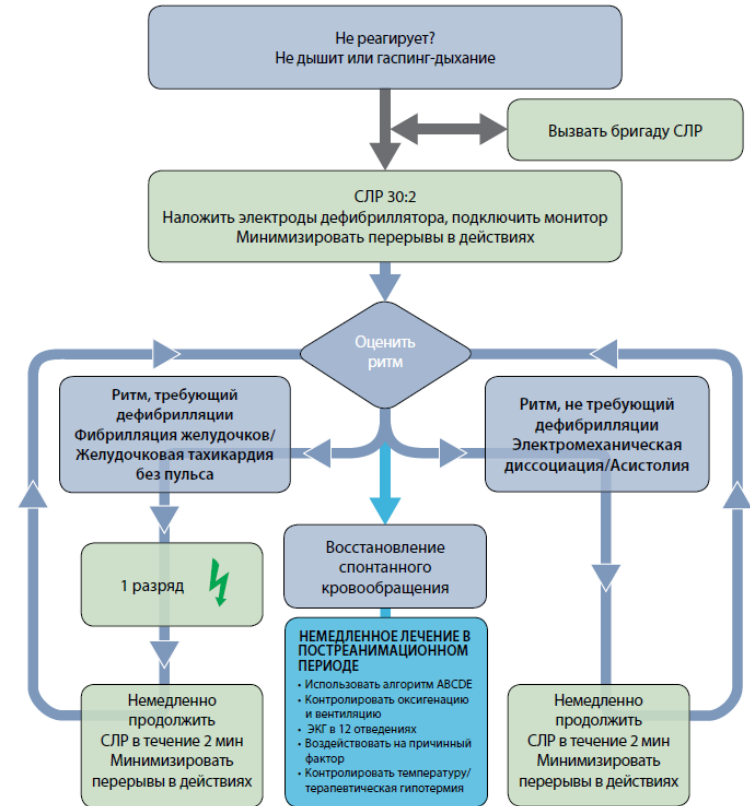 Не реагирует?
Не дышит или гаспинг-дыхание
Вызвать бригаду СЛР
СЛР 30:2
Наложить электроды дефибриллятора, подключить монитор
Минимизировать перерывы в действиях
Оценить
ритм
Ритм, требующий
дефибрилляции
Фибрилляция желудочков/
Желудочковая тахикардия
без пульса
Ритм, не требующий
дефибрилляции
Электромеханическая
диссоциация/Асистолия
1 разряд
Восстановление
спонтанного
кровообращения
Немедленно
продолжить
СЛР в течение 2 мин
Минимизировать
перерывы в действиях
НЕМЕДЛЕННОЕ ЛЕЧЕНИЕ В
ПОСТРЕАНИМАЦИОННОМ
ПЕРИОДЕ
• Использовать алгоритм ABCDE
• Контролировать оксигенацию
и вентиляцию
• ЭКГ в 12 отведениях
• Воздействовать на причинный
фактор
• Контролировать температуру/
терапевтическая гипотермия
Немедленно
продолжить
СЛР в течение 2 мин
Минимизировать
перерывы в действиях